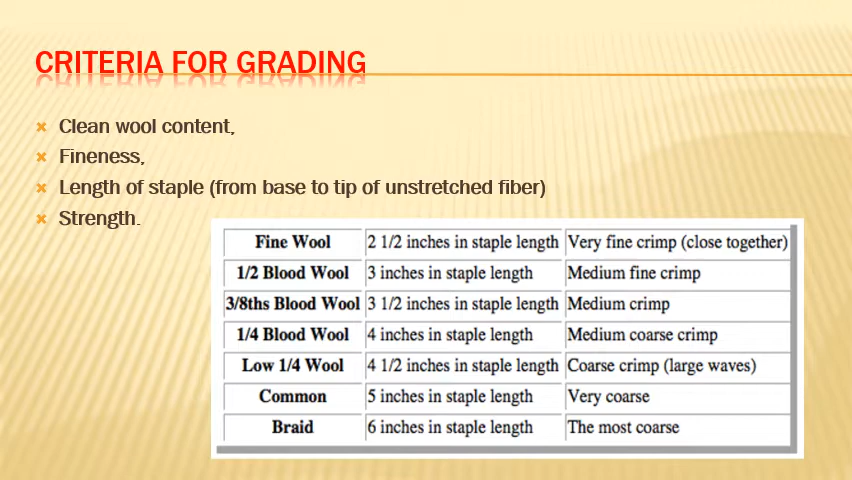 CRITERIA FOR GRADING
Clean wool content,
Fineness,
Length of staple (from base to tip of unstretched fiber)
Strength.
Fine Wool 2 1/2 inches in staple length Very fine crimp (close together)
1/2 Blood Wool 3 inches in staple length Medium fine crimp
3/8ths Blood Wool 3 1/2 inches in staple length Medium crimp
1/4 Blood Wool 4 inches in staple length Medium coarse crimp
Low 1/4 Wool 4 1/2 inches in staple length Coarse crimp (large waves)
Common 5 inches in staple length Very coarse
Braid 6 inches in staple length The most coarse